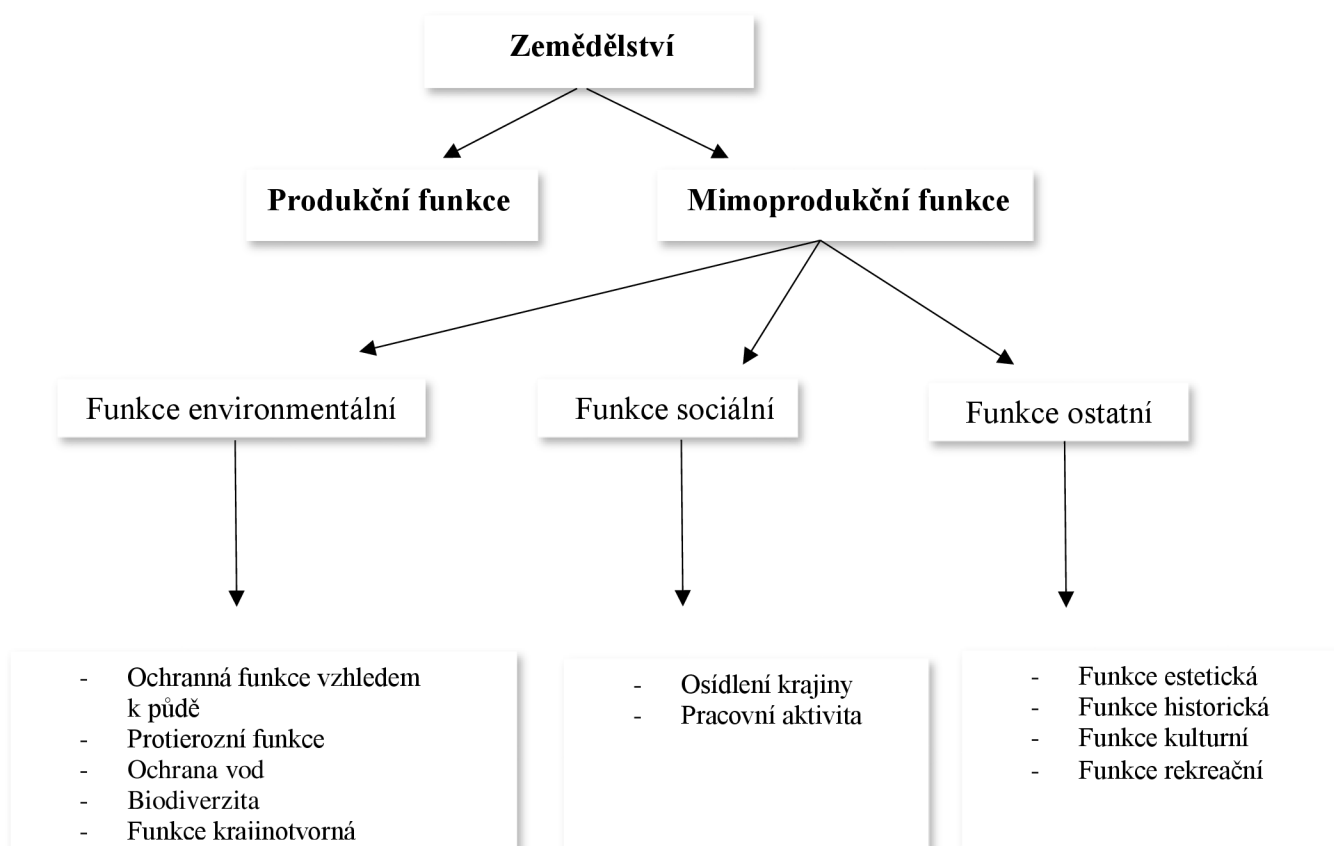 Zemědělství
Produkční funkce
Mimoprodukční funkce
Funkce environmentální
Funkce sociální
Funkce ostatní
- Ochranná funkce vzhledem
k půdě
- Protierozní funkce
- Ochrana vod
- Biodiverzita
- Funkce krajinotvorná
- Osídlení krajiny
- Pracovní aktivita
- Funkce estetická
- Funkce historická
- Funkce kulturní
- Funkce rekreační